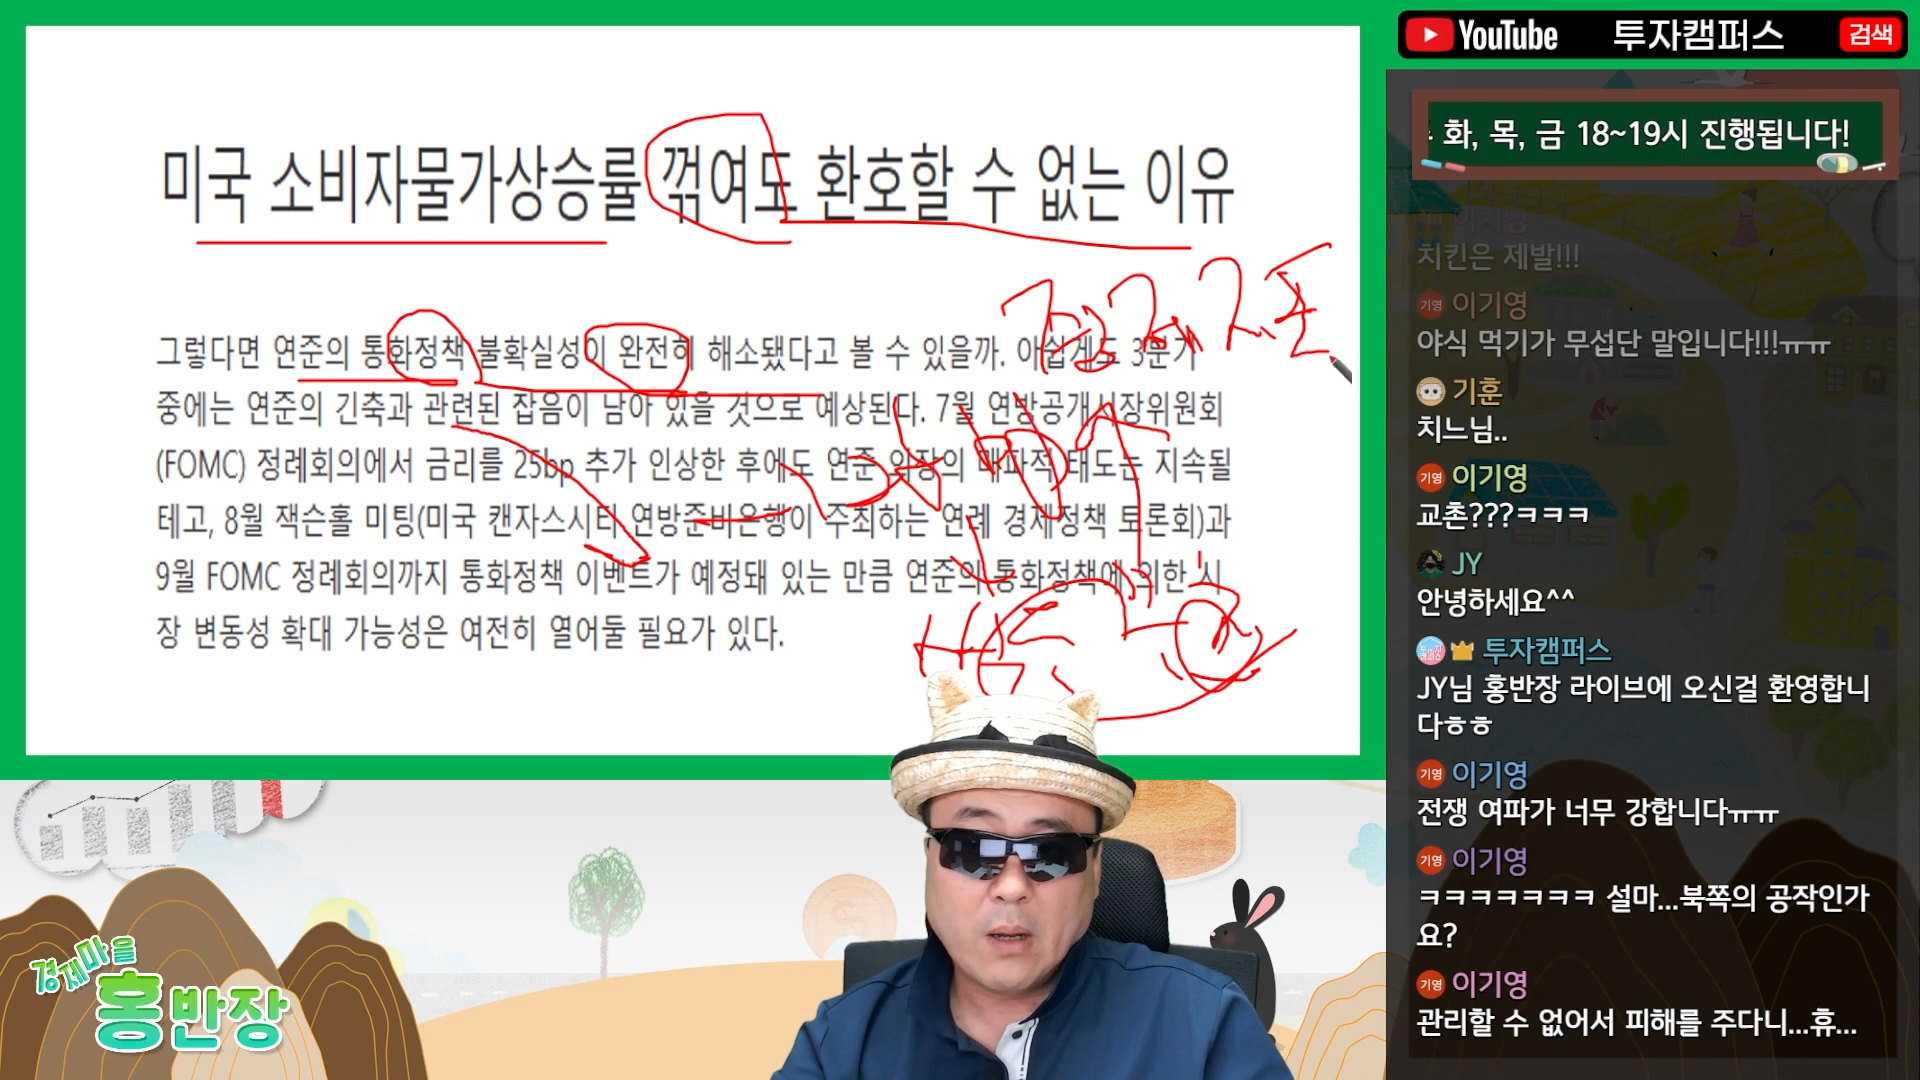 미국 소비자물가상승률 꺾여도 환호할 수 없는 이유
그렇다면 연준의 통화정책 불확실성이 완전히 해소됐다고 볼 수 있을까. 아쉽게도 3분기
중에는 연준의 긴축과 관련된 잡음이 남아 있을 것으로 예상된다. 7월 연방공개시장위원회
(FOMC) 정례회의에서 금리를 25bp 추가 인상한 후에도 연준 의장의 매파적 태도는 지속될
테고, 8월 잭슨홀 미팅(미국 캔자스시티 연방준비은행이 주최하는 연례 경제정책 토론회)과
9월 FOMC 정례회의까지 통화정책 이벤트가 예정돼 있는 만큼 연준의 통화정책에 의한 시
장 변동성 확대 가능성은 여전히 열어둘 필요가 있다.
경제마을
홍반장
YouTube 투자캠퍼스 검색
화, 목, 금 18~19시 진행됩니다!
이기영
치킨은 제발!!!
기영 이기영
야식 먹기가 무섭단 말입니다!!!ㅠㅠ
기훈
치느님..
기영 이기영
교촌???ㅋㅋㅋ
JY
안녕하세요^^
투자캠퍼스
JY님 홍반장 라이브에 오신걸 환영합니
다ㅎㅎ
기영 이기영
전쟁 여파가 너무 강합니다ㅠㅠ
기영 이기영
ㅋㅋㅋㅋㅋㅋㅋ 설마...북쪽의 공작인가
요?
기영 이기영
관리할 수 없어서 피해를 주다니...휴...